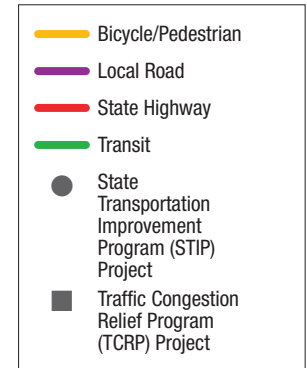 Bicycle/Pedestrian
Local Road
State Highway
Transit
State
Transportation
Improvement
Program (STIP)
Project
Traffic Congestion
Relief Program
(TCRP) Project